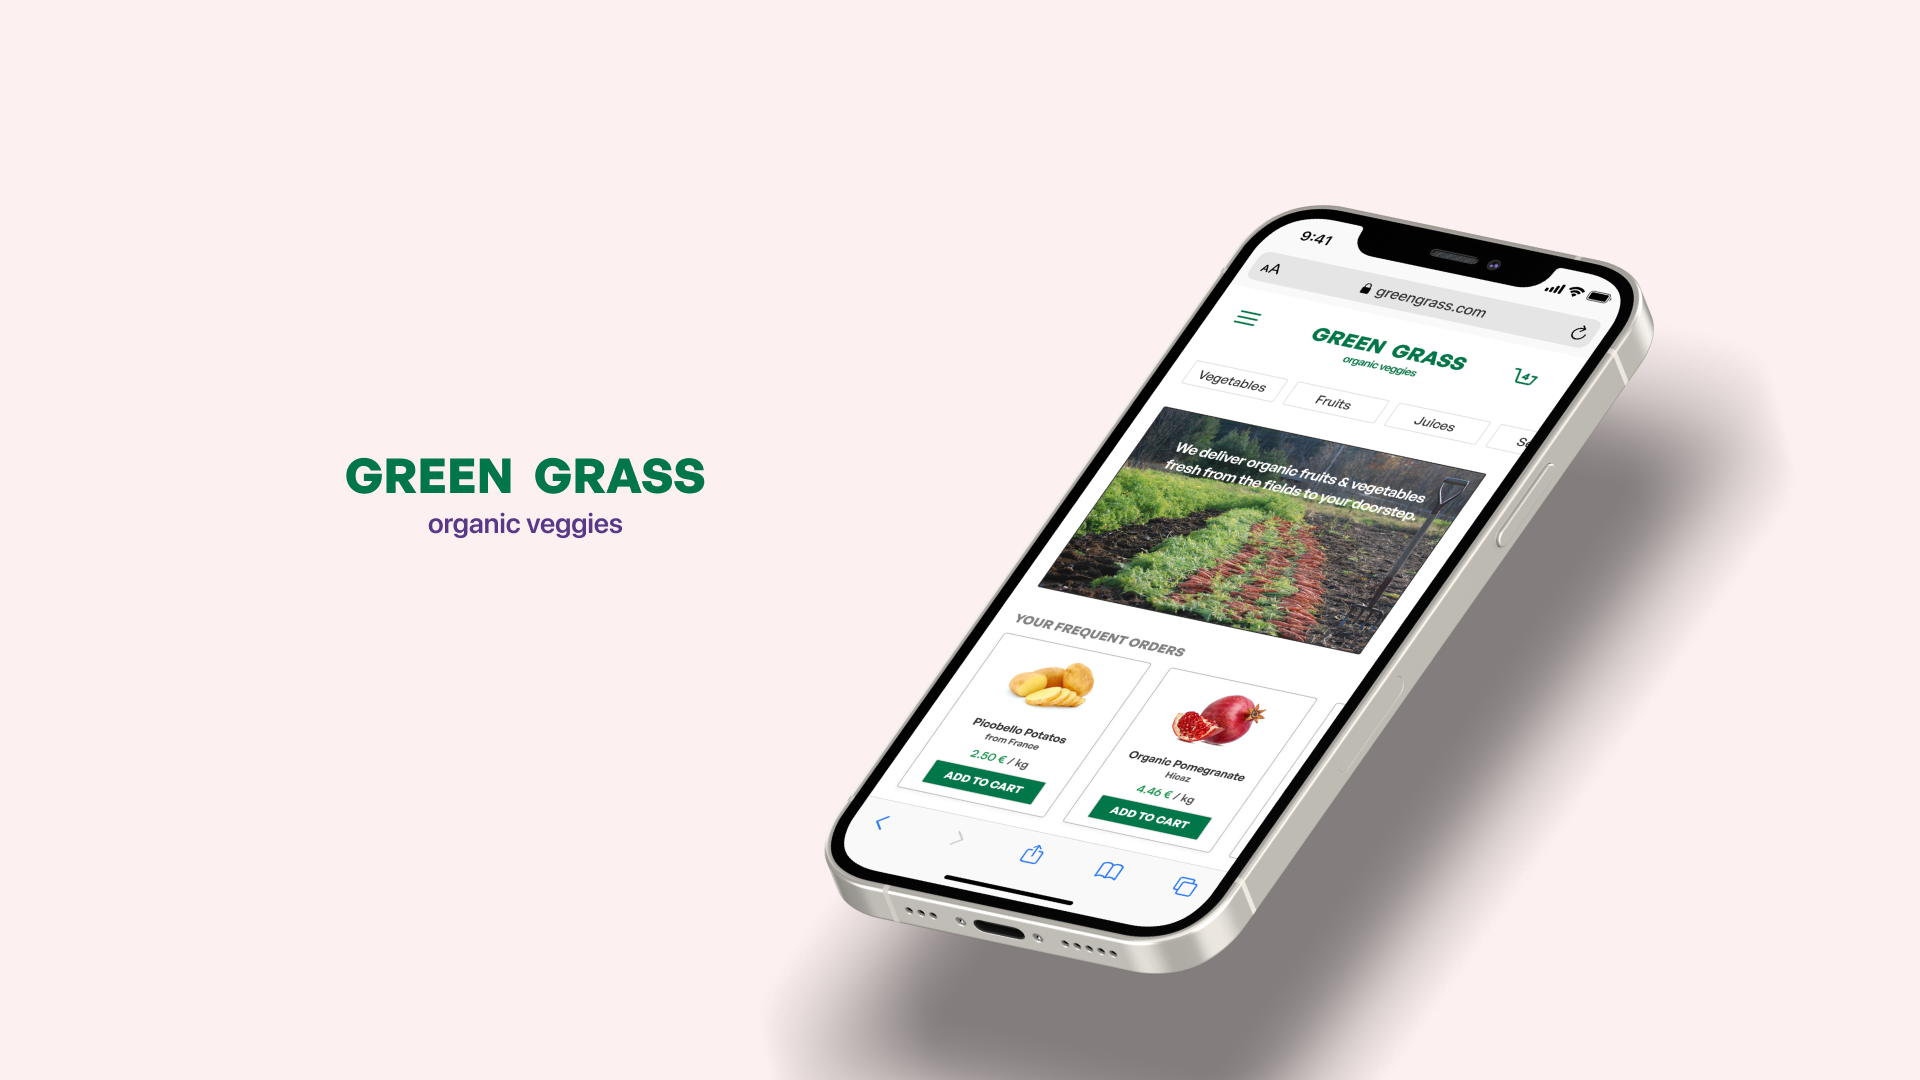 GREEN GRASS
organic veggies
9:41
AA
greengrass.com
GREEN GRASS
organic veggies
47
Vegetables
Fruits
Juices
We deliver organic fruits & vegetables
fresh from the fields to your doorstep.
YOUR FREQUENT ORDERS
Picobello Potatos
from France
2.50 € / kg
ADD TO CART
Organic Pomegranate
Hicaz
4.46 € / kg
ADD TO CART